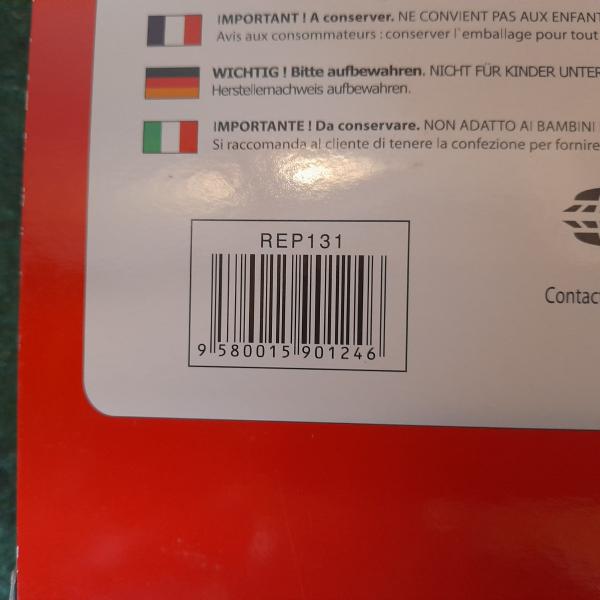 IMPORTANT ! A conserver. NE CONVIENT PAS AUX ENFANT
Avis aux consommateurs : conserver l'emballage pour tout
WICHTIG ! Bitte aufbewahren. NICHT FÜR KINDER UNTER
Herstellernachweis aufbewahren.
IMPORTANTE ! Da conservare. NON ADATTO AI BAMBINI
Si raccomanda al cliente di tenere la confezione per fornire
REP131
9 580015 901246
Contac